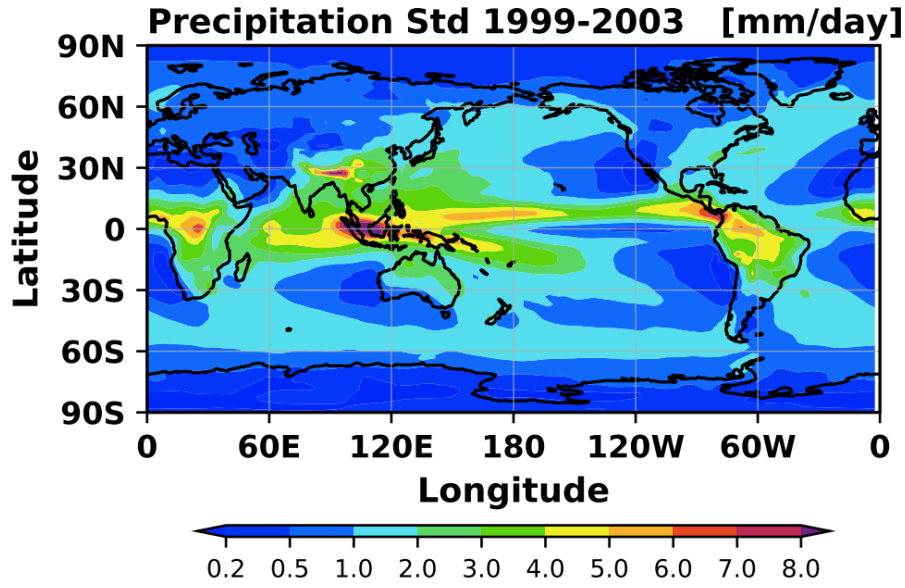 Precipitation Std 1999-2003 [mm/day]
90N
60N
30N
0
30S
60S
90S
Latitude
0 60E 120E 180 120W 60W 0
Longitude
0.2 0.5 1.0 2.0 3.0 4.0 5.0 6.0 7.0 8.0